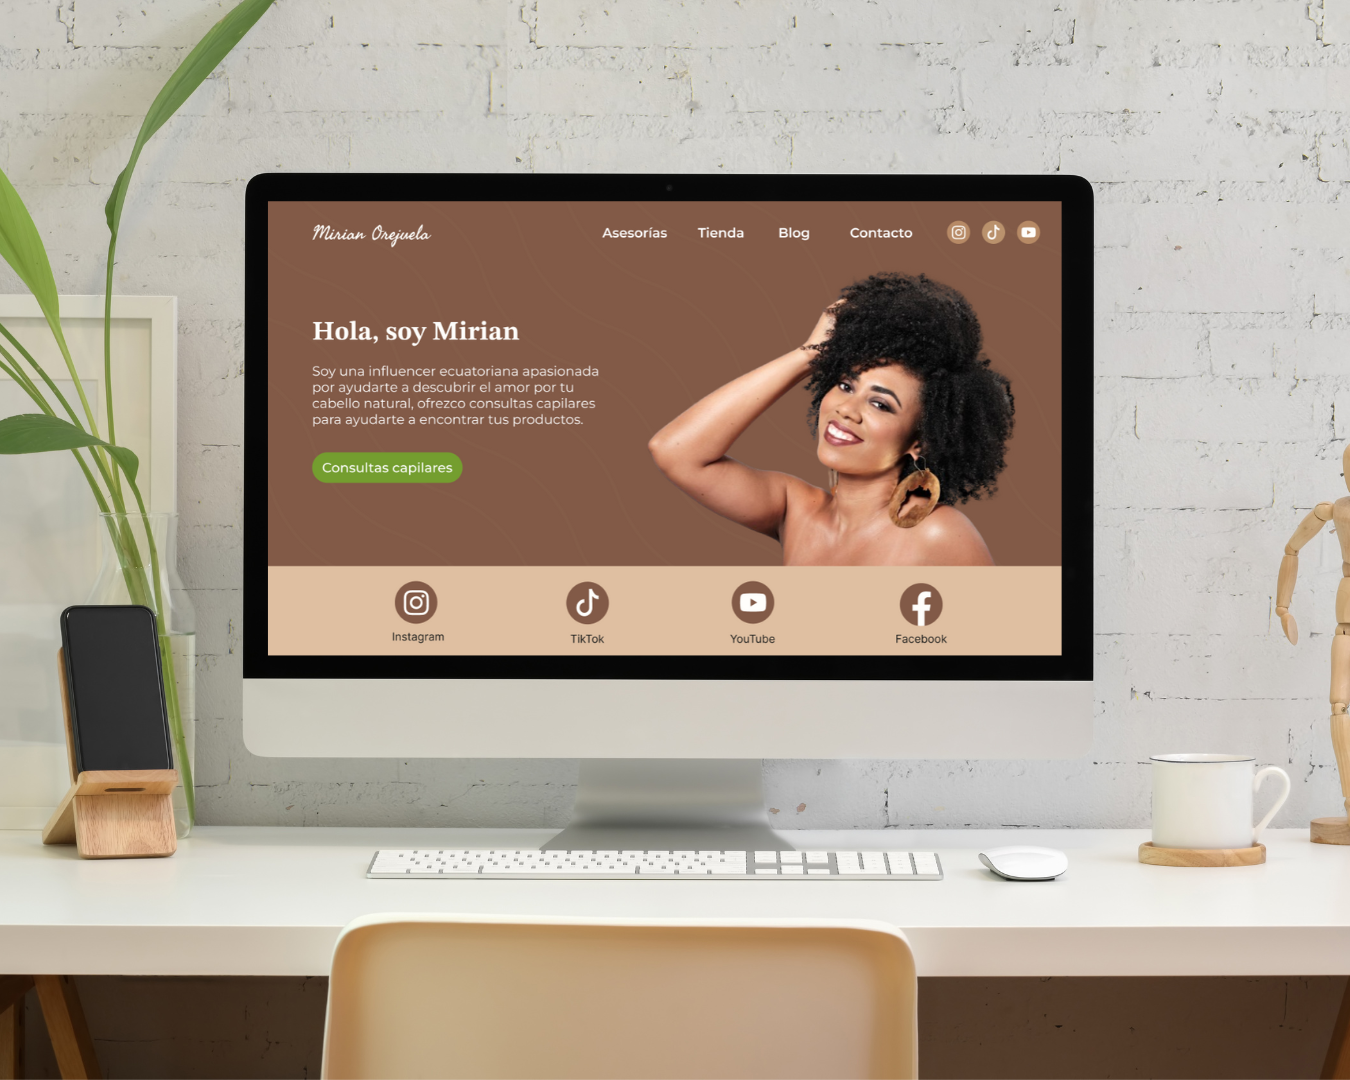 Mirian Orejuela
Asesorías Tienda Blog Contacto
Hola, soy Mirian
Soy una influencer ecuatoriana apasionada
por ayudarte a descubrir el amor por tu
cabello natural, ofrezco consultas capilares
para ayudarte a encontrar tus productos.
Consultas capilares
Instagram TikTok YouTube Facebook